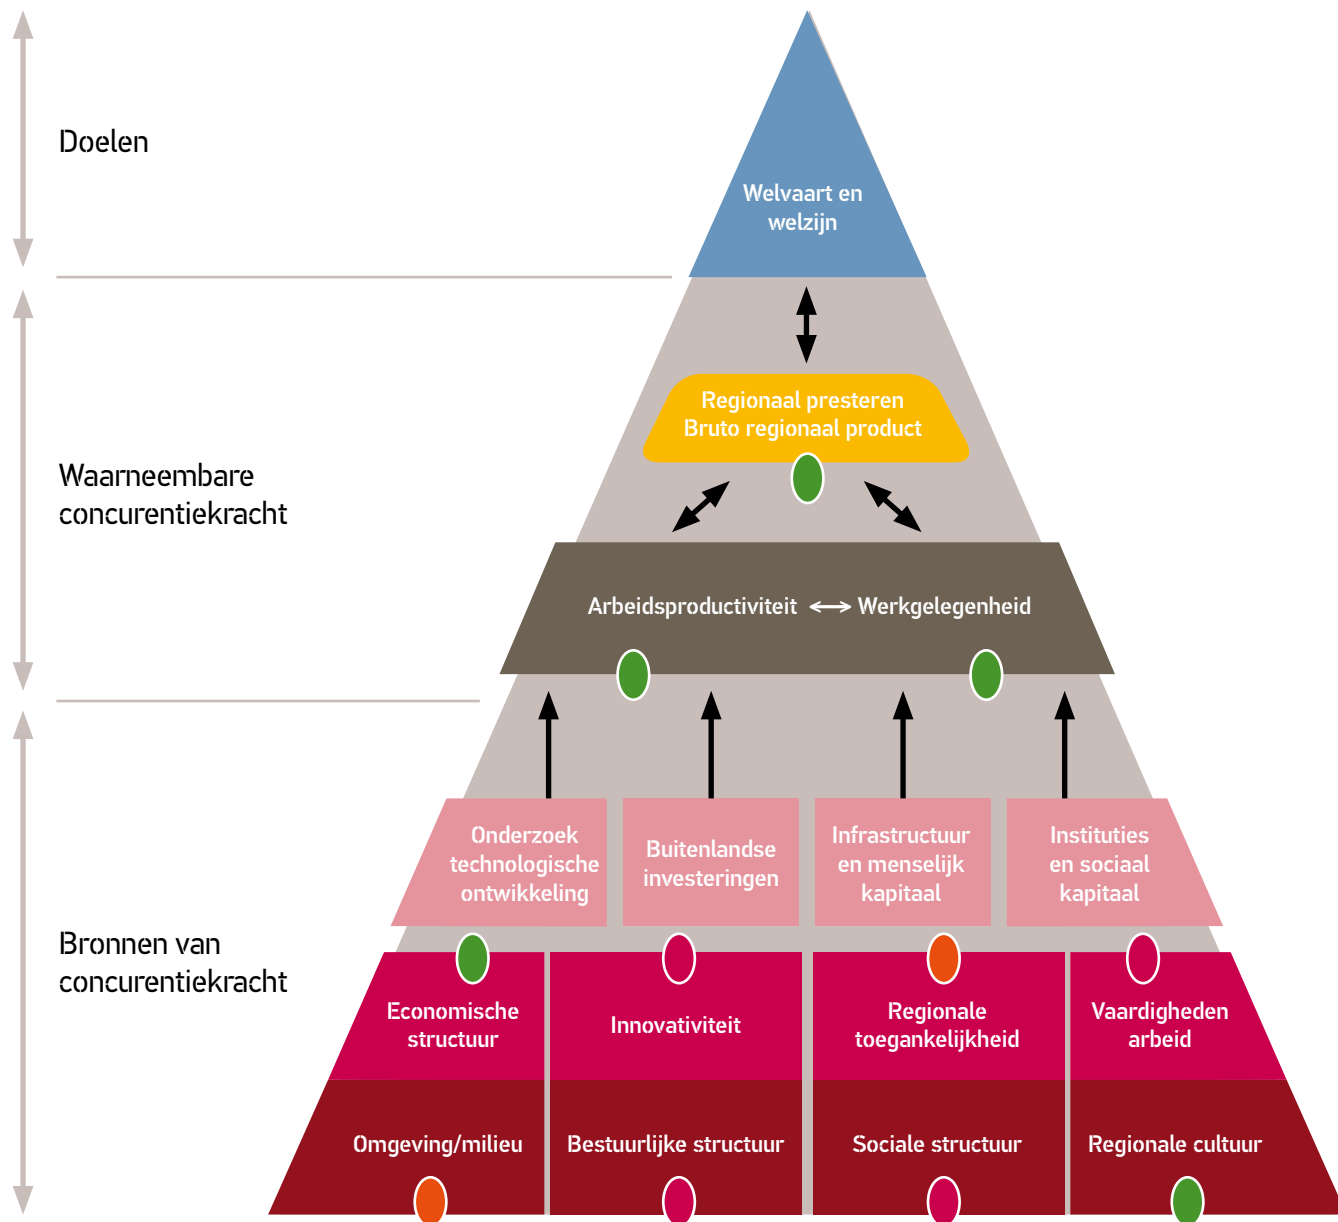 Doelen
Welvaart en
welzijn
Waarneembare
concurentiekracht
Regionaal presteren
Bruto regionaal product
Arbeidsproductiviteit
Werkgelegenheid
Bronnen van
concurentiekracht
Onderzoek
technologische
ontwikkeling
Buitenlandse
investeringen
Infrastructuur
en menselijk
kapitaal
Instituties
en sociaal
kapitaal
Economische
structuur
Innovativiteit
Regionale
toegankelijkheid
Vaardigheden
arbeid
Omgeving/milieu
Bestuurlijke structuur
Sociale structuur
Regionale cultuur